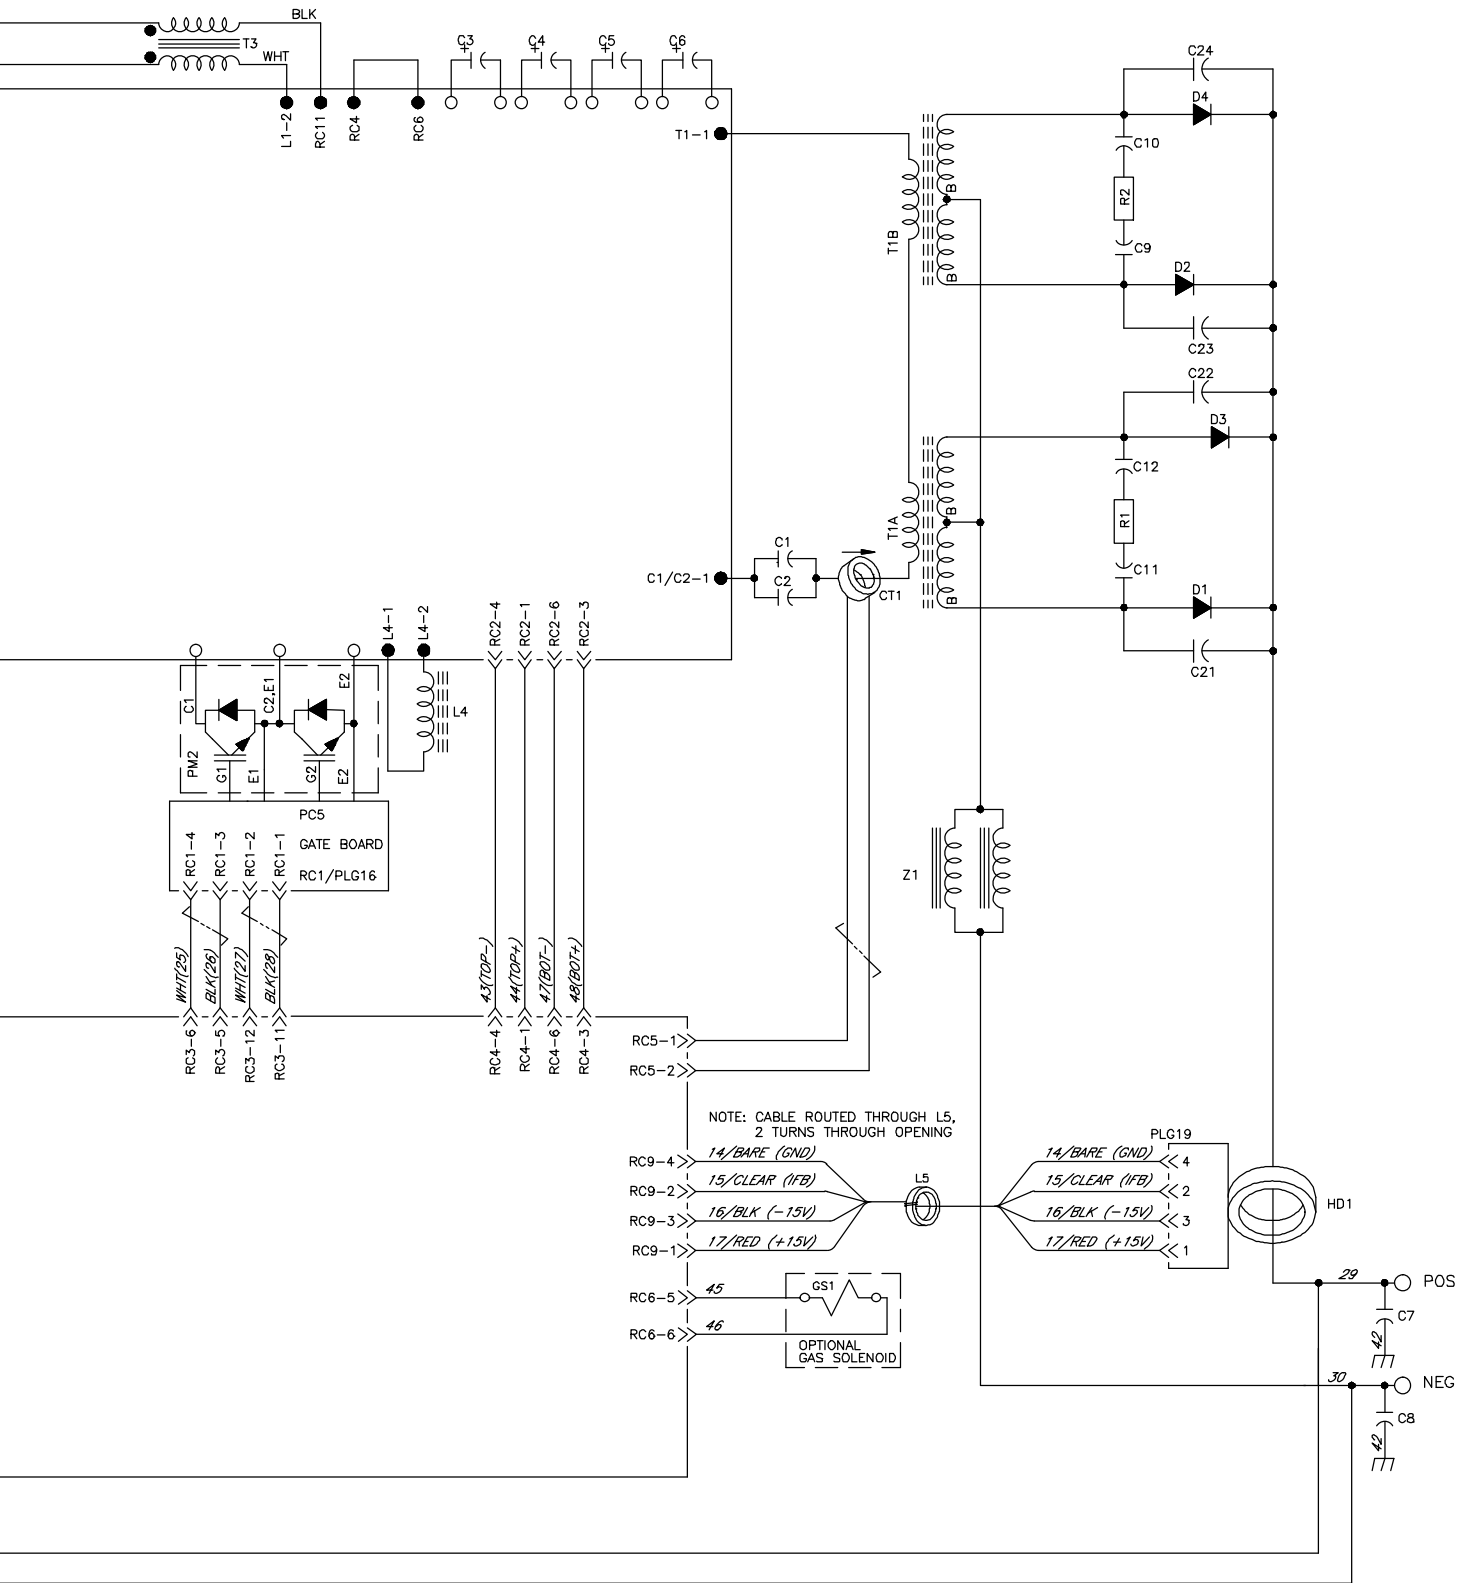 BLK
T3
WHT
C3
C4
C5
C6
+
+
+
+
L1-2
RC11
RC4
RC6
T1-1
C24
D4
C10
R2
C9
D2
C23
B
B
T1B
C22
D3
C12
R1
C11
D1
C21
B
B
T1A
C1
C2
C1/C2-1
CT1
L4-1
L4-2
RC2-4
RC2-1
RC2-6
RC2-3
C1
C2,E1
E2
L4
PM2
G1
E1
G2
E2
PC5
GATE BOARD
RC1/PLG16
RC1-4
RC1-3
RC1-2
RC1-1
Z1
WHT(25)
BLK(26)
WHT(27)
BLK(28)
43(TOP-)
44(TOP+)
47(BOT-)
48(BOT+)
RC3-6
RC3-5
RC3-12
RC3-11
RC4-4
RC4-1
RC4-6
RC4-3
RC5-1
RC5-2
NOTE: CABLE ROUTED THROUGH L5,
2 TURNS THROUGH OPENING
PLG19
RC9-4
14/BARE (GND)
14/BARE (GND)
4
RC9-2
15/CLEAR (IFB)
L5
15/CLEAR (IFB)
2
RC9-3
16/BLK (-15V)
16/BLK (-15V)
3
HD1
RC9-1
17/RED (+15V)
17/RED (+15V)
1
RC6-5
45
GS1
RC6-6
46
OPTIONAL
GAS SOLENOID
29
POS
C7
42
30
NEG
C8
42